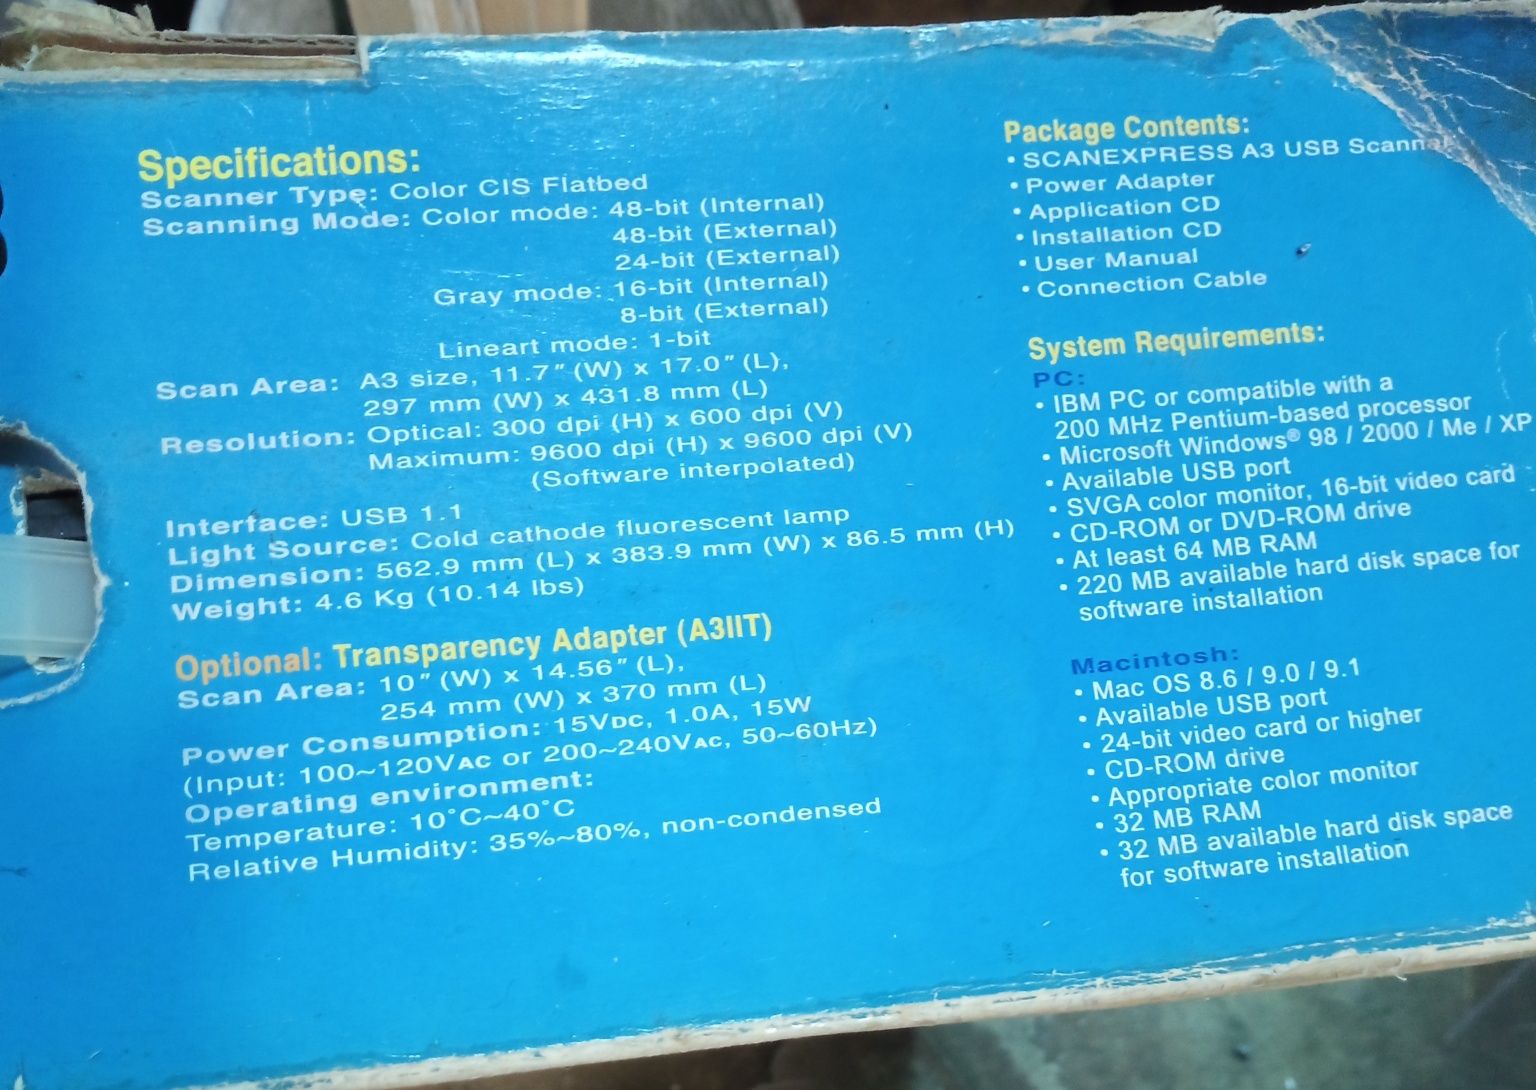 Specifications:
Scanner Type: Color CIS Flatbed
Scanning Mode: Color mode: 48-bit (Internal)
48-bit (External)
24-bit (External)
Gray mode: 16-bit (Internal)
8-bit (External)
Lineart mode: 1-bit
Scan Area: A3 size, 11.7" (W) x 17.0" (L),
297 mm (W) x 431.8 mm (L)
Resolution: Optical: 300 dpi (H) x 600 dpi (V)
Maximum: 9600 dpi (H) x 9600 dpi (V)
(Software interpolated)
Interface: USB 1.1
Light Source: Cold cathode fluorescent lamp
Dimension: 562.9 mm (L) x 383.9 mm (W) x 86.5 mm (H)
Weight: 4.6 Kg (10.14 lbs)
Optional: Transparency Adapter (A3IIT)
Scan Area: 10" (W) x 14.56" (L),
254 mm (W) x 370 mm (L)
Power Consumption: 15VDC, 1.0A, 15W
(Input: 100~120VAC or 200~240VAC, 50~60Hz)
Operating environment:
Temperature: 10°C~40°C
Relative Humidity: 35%~80%, non-condensed
Package Contents:
• SCANEXPRESS A3 USB Scanner
• Power Adapter
• Application CD
• Installation CD
• User Manual
• Connection Cable
System Requirements:
PC:
• IBM PC or compatible with a
200 MHz Pentium-based processor
• Microsoft Windows® 98 / 2000 / Me / XP
• Available USB port
• SVGA color monitor, 16-bit video card
• CD-ROM or DVD-ROM drive
• At least 64 MB RAM
• 220 MB available hard disk space for
software installation
Macintosh:
• Mac OS 8.6 / 9.0 / 9.1
• Available USB port
• 24-bit video card or higher
• CD-ROM drive
• Appropriate color monitor
• 32 MB RAM
• 32 MB available hard disk space
for software installation